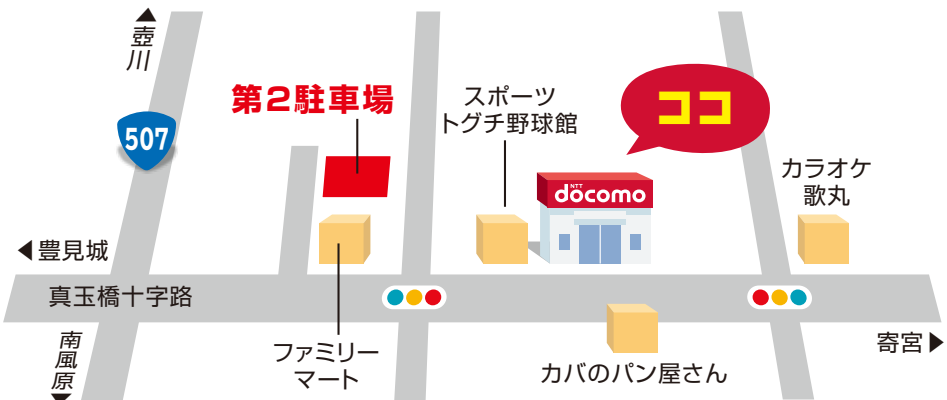 壺川
507
第2駐車場
スポーツ
トグチ野球館
ココ
NTT
docomo
カラオケ
歌丸
豊見城
真玉橋十字路
南風原
ファミリー
マート
カバのパン屋さん
寄宮